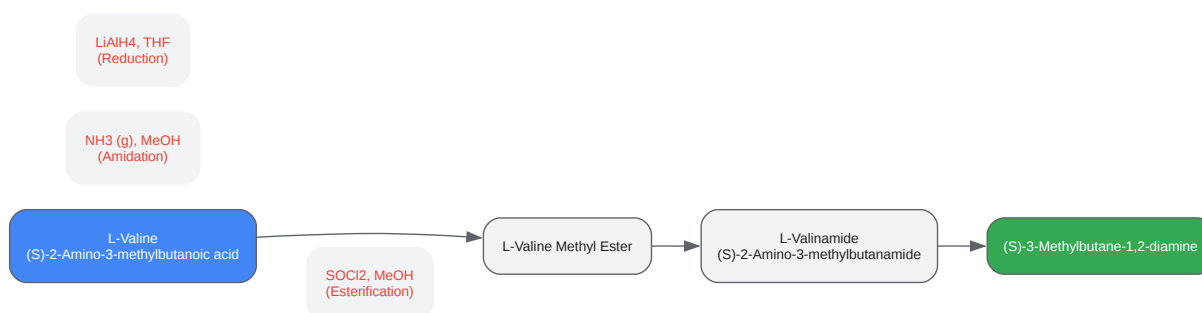 LiAlH4, THF
(Reduction)
NH3 (g), MeOH
(Amidation)
L-Valine
(S)-2-Amino-3-methylbutanoic acid
SOCl2, MeOH
(Esterification)
L-Valine Methyl Ester
L-Valinamide
(S)-2-Amino-3-methylbutanamide
(S)-3-Methylbutane-1,2-diamine